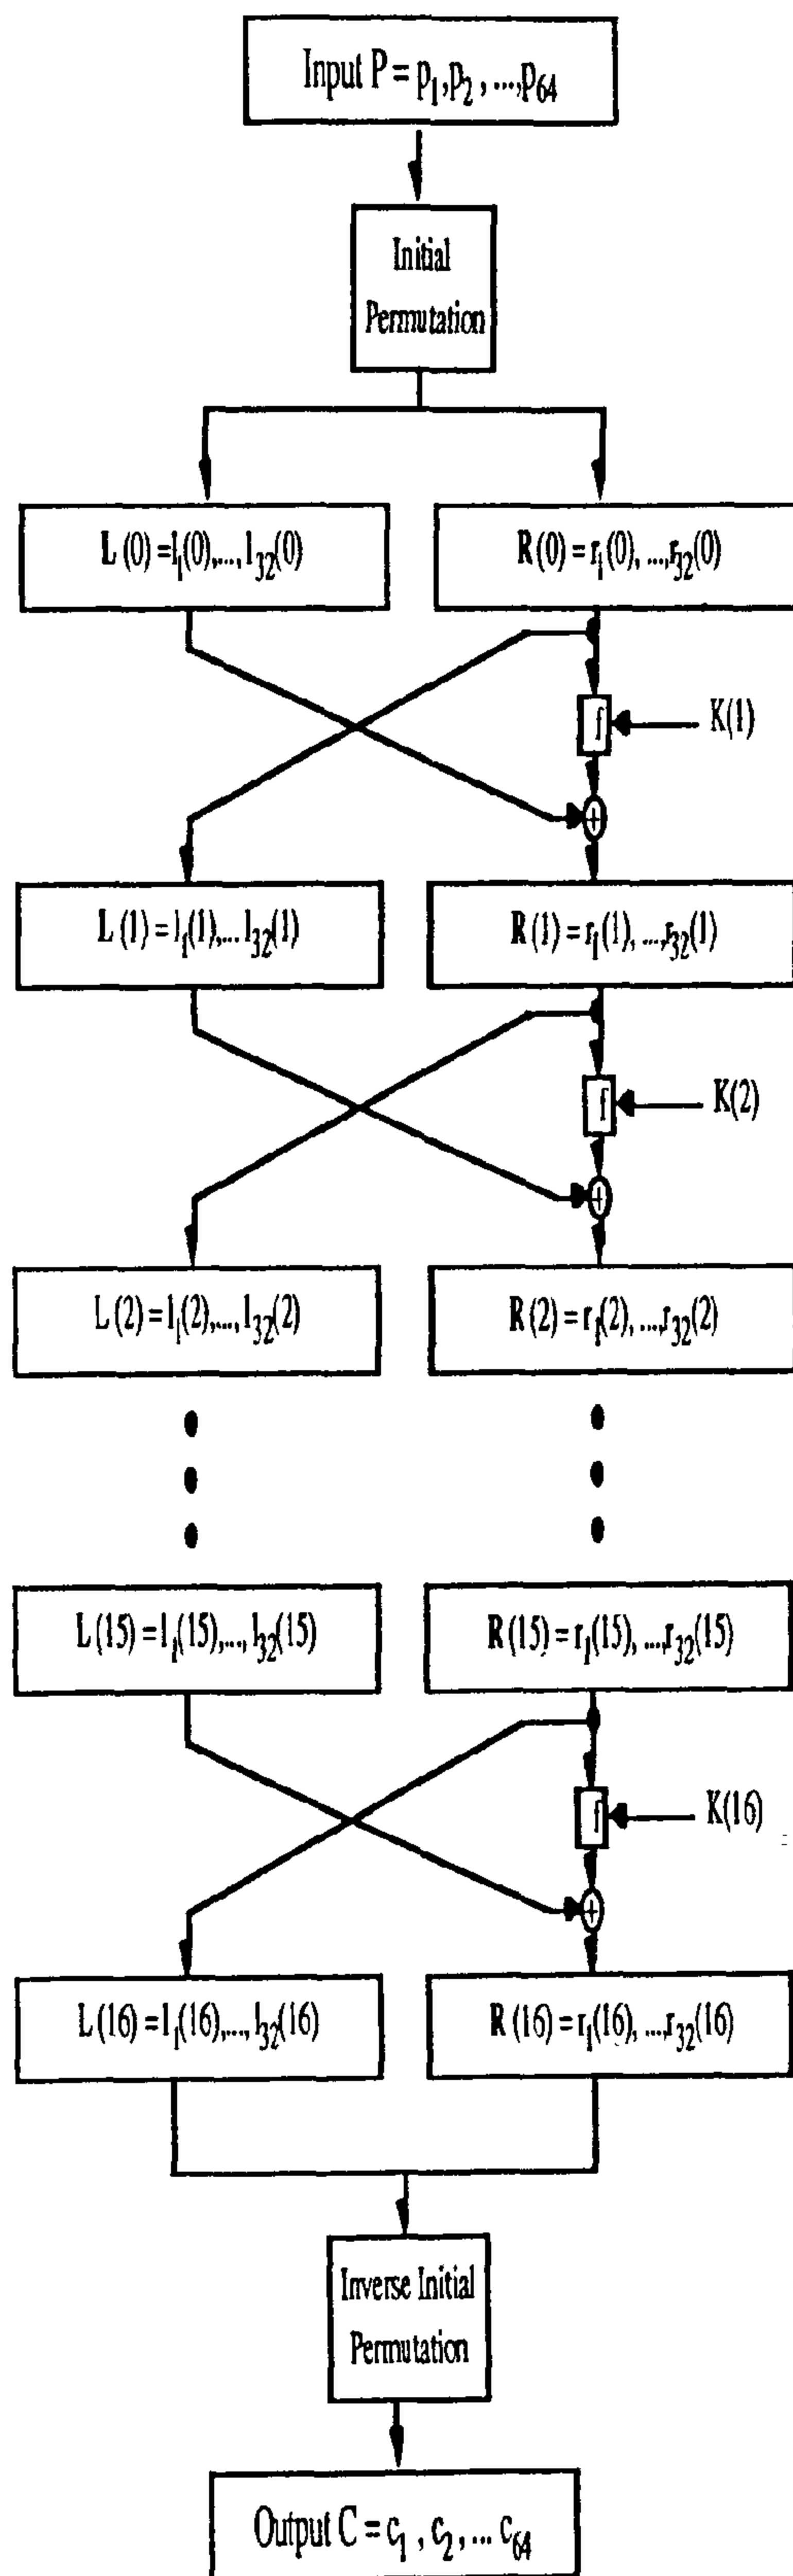 Input P = p₁,p₂ , ...,p₆₄
Initial
Permutation
L (0) =l₁(0),..., l₃₂(0)
R(0) = r₁(0), ...,r₃₂(0)
f
K(1)
+
L (1) = l₁(1),... l₃₂(1)
R(1) = r₁(1), ...,r₃₂(1)
f
K(2)
+
L (2) = l₁(2),..., l₃₂(2)
R(2) = r₁(2), ...,r₃₂(2)
L (15) = l₁(15),..., l₃₂(15)
R (15) = r₁(15), ...,r₃₂(15)
f
K(16)
+
L (16) = l₁(16),..., l₃₂(16)
R (16) = r₁(16), ...,r₃₂(16)
Inverse Initial
Permutation
Output C = c₁ , c₂, ... c₆₄